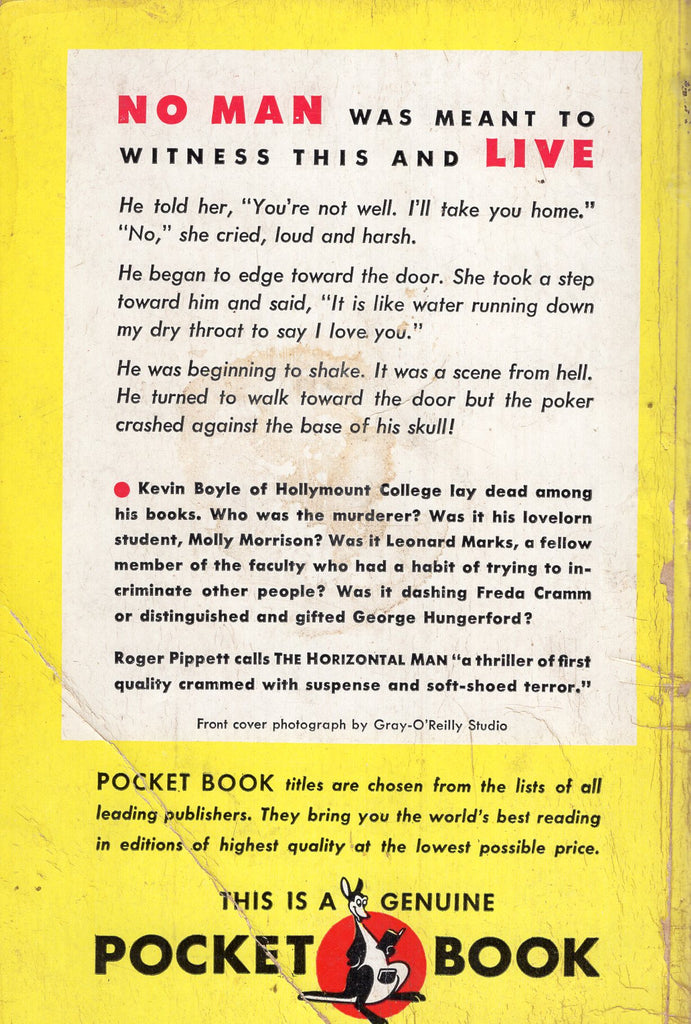 NO MAN WAS MEANT TO
WITNESS THIS AND LIVE
He told her, "You're not well. I'll take you home."
"No," she cried, loud and harsh.
He began to edge toward the door. She took a step
toward him and said, "It is like water running down
my dry throat to say I love you."
He was beginning to shake. It was a scene from hell.
He turned to walk toward the door but the poker
crashed against the base of his skull!
● Kevin Boyle of Hollymount College lay dead among
his books. Who was the murderer? Was it his lovelorn
student, Molly Morrison? Was it Leonard Marks, a fellow
member of the faculty who had a habit of trying to in-
criminate other people? Was it dashing Freda Cramm
or distinguished and gifted George Hungerford?
Roger Pippett calls THE HORIZONTAL MAN "a thriller of first
quality crammed with suspense and soft-shoed terror."
Front cover photograph by Gray-O'Reilly Studio
POCKET BOOK titles are chosen from the lists of all
leading publishers. They bring you the world's best reading
in editions of highest quality at the lowest possible price.
THIS IS A GENUINE
POCKET BOOK